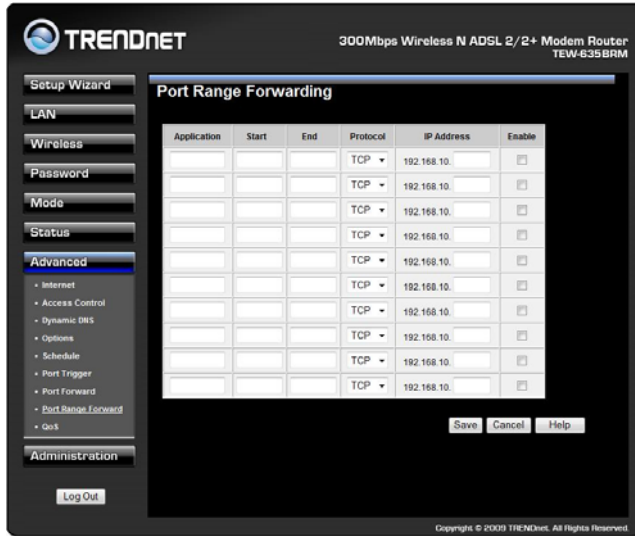 TRENDNET
300Mbps Wireless N ADSL 2/2+ Modem Router
TEW-635BRM
Setup Wizard
LAN
Wireless
Password
Mode
Status
Advanced
• Internet
• Access Control
• Dynamic DNS
• Options
• Schedule
• Port Trigger
• Port Forward
• Port Range Forward
• QoS
Administration
Log Out
Port Range Forwarding
Application Start End Protocol IP Address Enable
TCP 192.168.10.
TCP 192.168.10.
TCP 192.168.10.
TCP 192.168.10.
TCP 192.168.10.
TCP 192.168.10.
TCP 192.168.10.
TCP 192.168.10.
TCP 192.168.10.
TCP 192.168.10.
Save Cancel Help
Copyright © 2009 TRENDnet. All Rights Reserved.